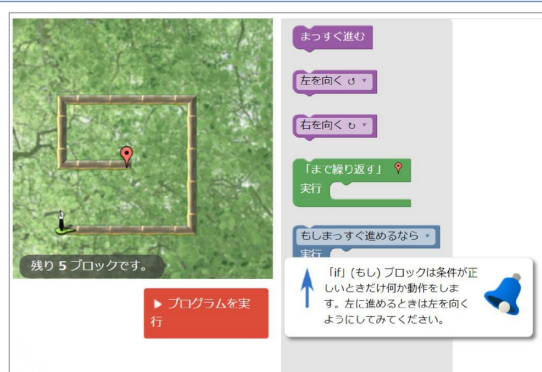 まっすぐ進む
左を向く ↺ ▾
右を向く ↻ ▾
「まで繰り返す」
実行
もしまっすぐ進めるなら ▾
実行
残り 5 ブロックです。
▶ プログラムを実
行
「if」(もし) ブロックは条件が正
しいときだけ何か動作をしま
す。左に進めるときは左を向く
ようにしてみてください。